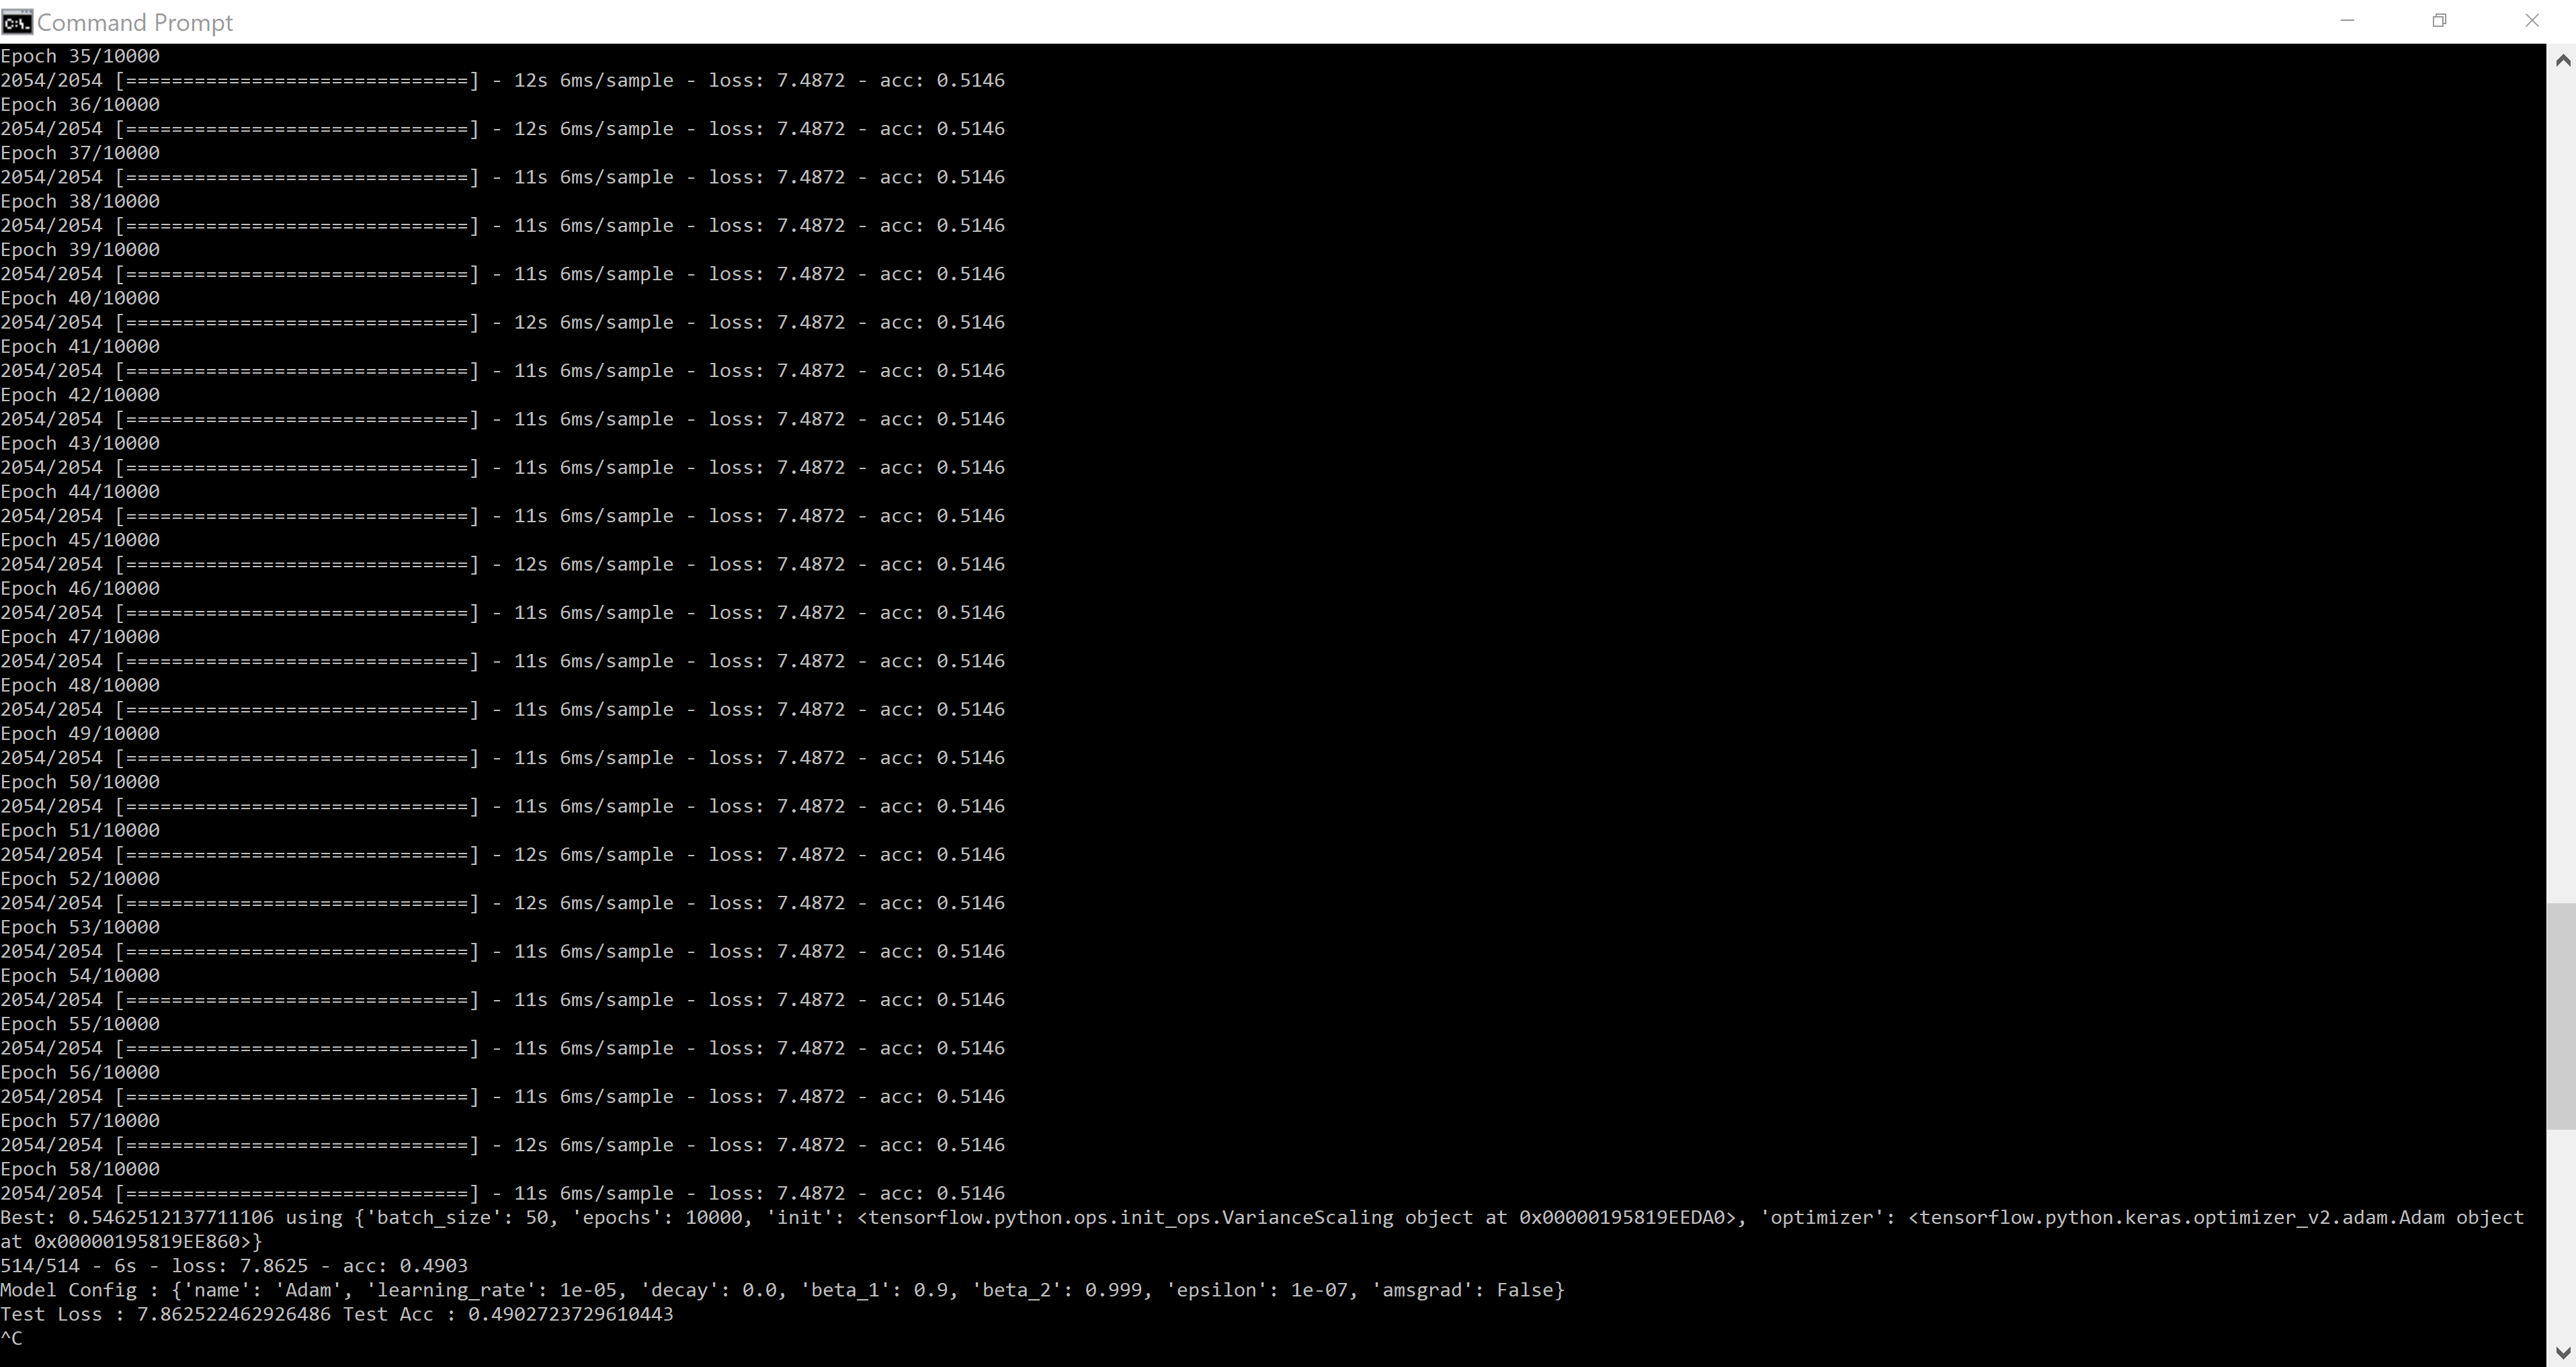 Command Prompt
Epoch 35/10000
2054/2054 [==============================] - 12s 6ms/sample - loss: 7.4872 - acc: 0.5146
Epoch 36/10000
2054/2054 [==============================] - 12s 6ms/sample - loss: 7.4872 - acc: 0.5146
Epoch 37/10000
2054/2054 [==============================] - 11s 6ms/sample - loss: 7.4872 - acc: 0.5146
Epoch 38/10000
2054/2054 [==============================] - 11s 6ms/sample - loss: 7.4872 - acc: 0.5146
Epoch 39/10000
2054/2054 [==============================] - 11s 6ms/sample - loss: 7.4872 - acc: 0.5146
Epoch 40/10000
2054/2054 [==============================] - 12s 6ms/sample - loss: 7.4872 - acc: 0.5146
Epoch 41/10000
2054/2054 [==============================] - 11s 6ms/sample - loss: 7.4872 - acc: 0.5146
Epoch 42/10000
2054/2054 [==============================] - 11s 6ms/sample - loss: 7.4872 - acc: 0.5146
Epoch 43/10000
2054/2054 [==============================] - 11s 6ms/sample - loss: 7.4872 - acc: 0.5146
Epoch 44/10000
2054/2054 [==============================] - 11s 6ms/sample - loss: 7.4872 - acc: 0.5146
Epoch 45/10000
2054/2054 [==============================] - 12s 6ms/sample - loss: 7.4872 - acc: 0.5146
Epoch 46/10000
2054/2054 [==============================] - 11s 6ms/sample - loss: 7.4872 - acc: 0.5146
Epoch 47/10000
2054/2054 [==============================] - 11s 6ms/sample - loss: 7.4872 - acc: 0.5146
Epoch 48/10000
2054/2054 [==============================] - 11s 6ms/sample - loss: 7.4872 - acc: 0.5146
Epoch 49/10000
2054/2054 [==============================] - 11s 6ms/sample - loss: 7.4872 - acc: 0.5146
Epoch 50/10000
2054/2054 [==============================] - 11s 6ms/sample - loss: 7.4872 - acc: 0.5146
Epoch 51/10000
2054/2054 [==============================] - 12s 6ms/sample - loss: 7.4872 - acc: 0.5146
Epoch 52/10000
2054/2054 [==============================] - 12s 6ms/sample - loss: 7.4872 - acc: 0.5146
Epoch 53/10000
2054/2054 [==============================] - 11s 6ms/sample - loss: 7.4872 - acc: 0.5146
Epoch 54/10000
2054/2054 [==============================] - 11s 6ms/sample - loss: 7.4872 - acc: 0.5146
Epoch 55/10000
2054/2054 [==============================] - 11s 6ms/sample - loss: 7.4872 - acc: 0.5146
Epoch 56/10000
2054/2054 [==============================] - 11s 6ms/sample - loss: 7.4872 - acc: 0.5146
Epoch 57/10000
2054/2054 [==============================] - 12s 6ms/sample - loss: 7.4872 - acc: 0.5146
Epoch 58/10000
2054/2054 [==============================] - 11s 6ms/sample - loss: 7.4872 - acc: 0.5146
Best: 0.5462512137711106 using {'batch_size': 50, 'epochs': 10000, 'init': <tensorflow.python.ops.init_ops.VarianceScaling object at 0x00000195819EEDA0>, 'optimizer': <tensorflow.python.keras.optimizer_v2.adam.Adam object
at 0x00000195819EE860>}
514/514 - 6s - loss: 7.8625 - acc: 0.4903
Model Config : {'name': 'Adam', 'learning_rate': 1e-05, 'decay': 0.0, 'beta_1': 0.9, 'beta_2': 0.999, 'epsilon': 1e-07, 'amsgrad': False}
Test Loss : 7.862522462926486 Test Acc : 0.4902723729610443
^C